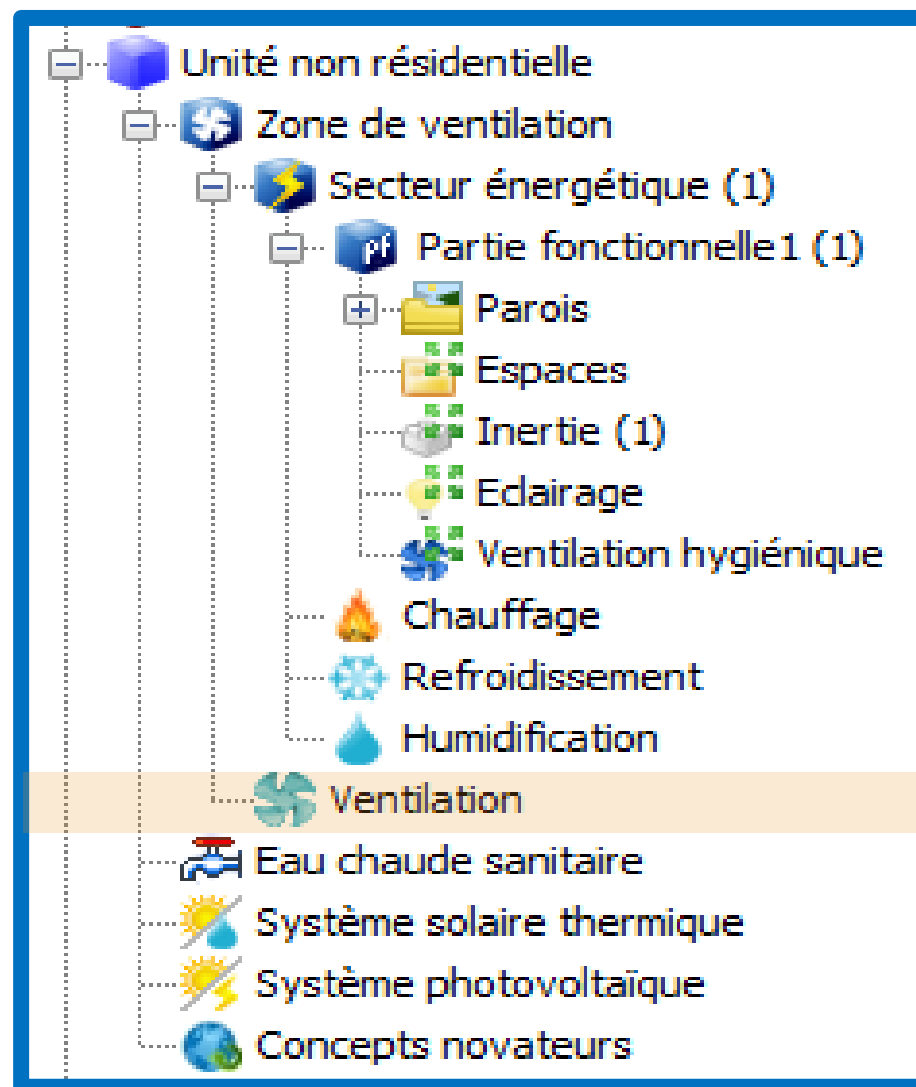 Unité non résidentielle
Zone de ventilation
Secteur énergétique (1)
pf Partie fonctionnelle1 (1)
Parois
Espaces
Inertie (1)
Eclairage
Ventilation hygiénique
Chauffage
Refroidissement
Humidification
Ventilation
Eau chaude sanitaire
Système solaire thermique
Système photovoltaïque
Concepts novateurs